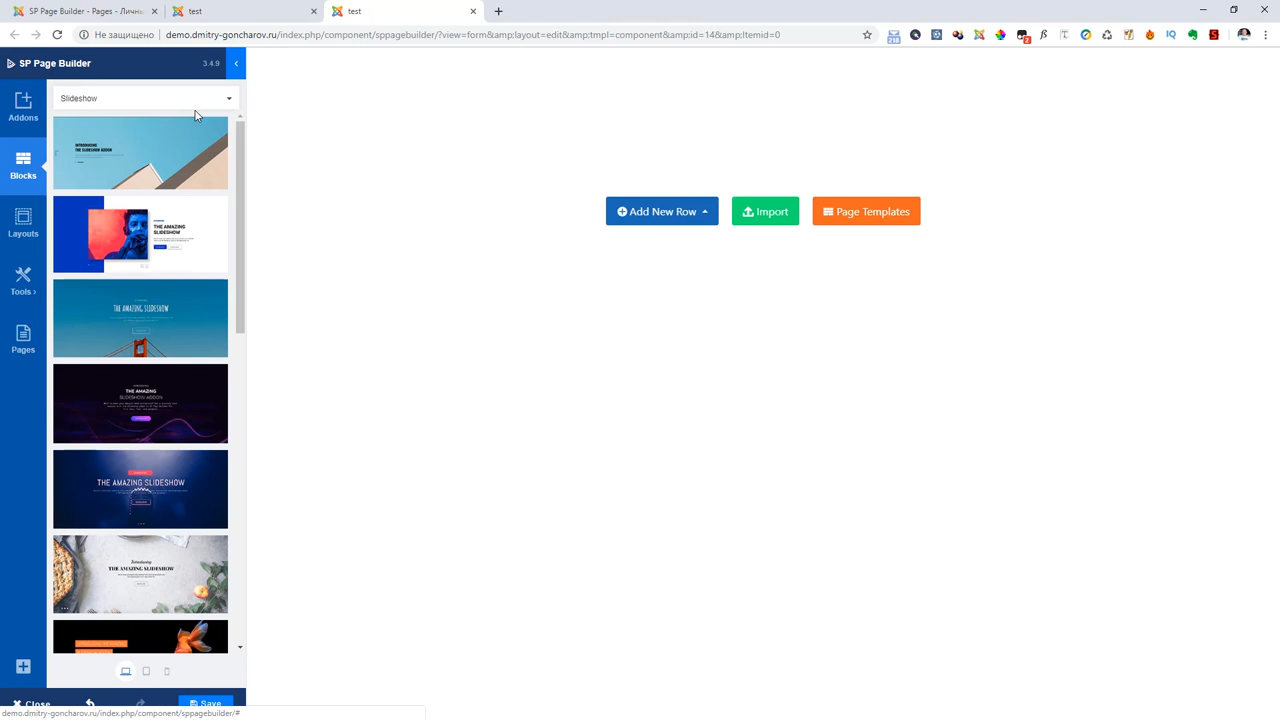 SP Page Builder - Pages - Личнь
test
test
Не защищено
demo.dmitry-goncharov.ru/index.php/component/sppagebuilder/?view=form&amp;layout=edit&amp;tmpl=component&amp;id=14&amp;Itemid=0
SP Page Builder
3.4.9
Addons
Blocks
Layouts
Tools
Pages
Slideshow
INTRODUCING
THE SLIDESHOW ADDON
THE AMAZING
SLIDESHOW
THE AMAZING SLIDESHOW
THE AMAZING
SLIDESHOW ADDON
THE AMAZING SLIDESHOW
Introducing
THE AMAZING SLIDESHOW
Add New Row
Import
Page Templates
Close
Save
demo.dmitry-goncharov.ru/index.php/component/sppagebuilder/#